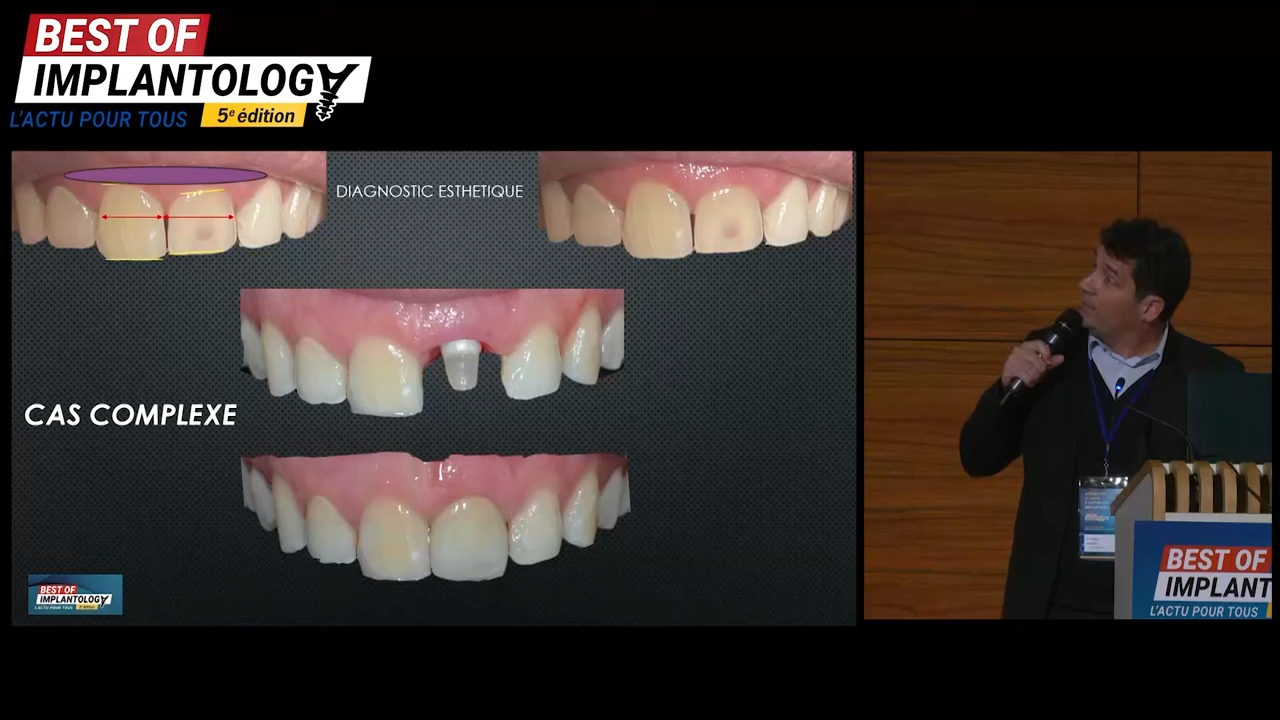 BEST OF
IMPLANTOLOGY
L'ACTU POUR TOUS
5e édition
DIAGNOSTIC ESTHETIQUE
CAS COMPLEXE
BEST OF
IMPLANTOLOGY
L'ACTU POUR TOUS
BEST OF
IMPLANT
L'ACTU POUR TOUS